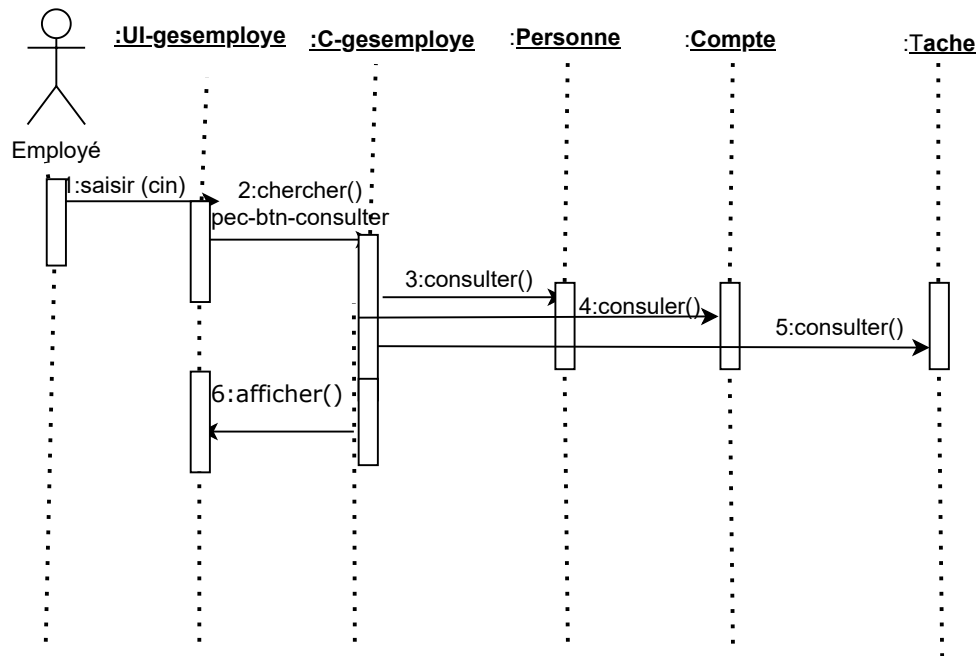 :UI-gesemploye
:C-gesemploye
:Personne
:Compte
:Tache
Employé
1:saisir (cin)
2:chercher()
pec-btn-consulter
3:consulter()
4:consuler()
5:consulter()
6:afficher()